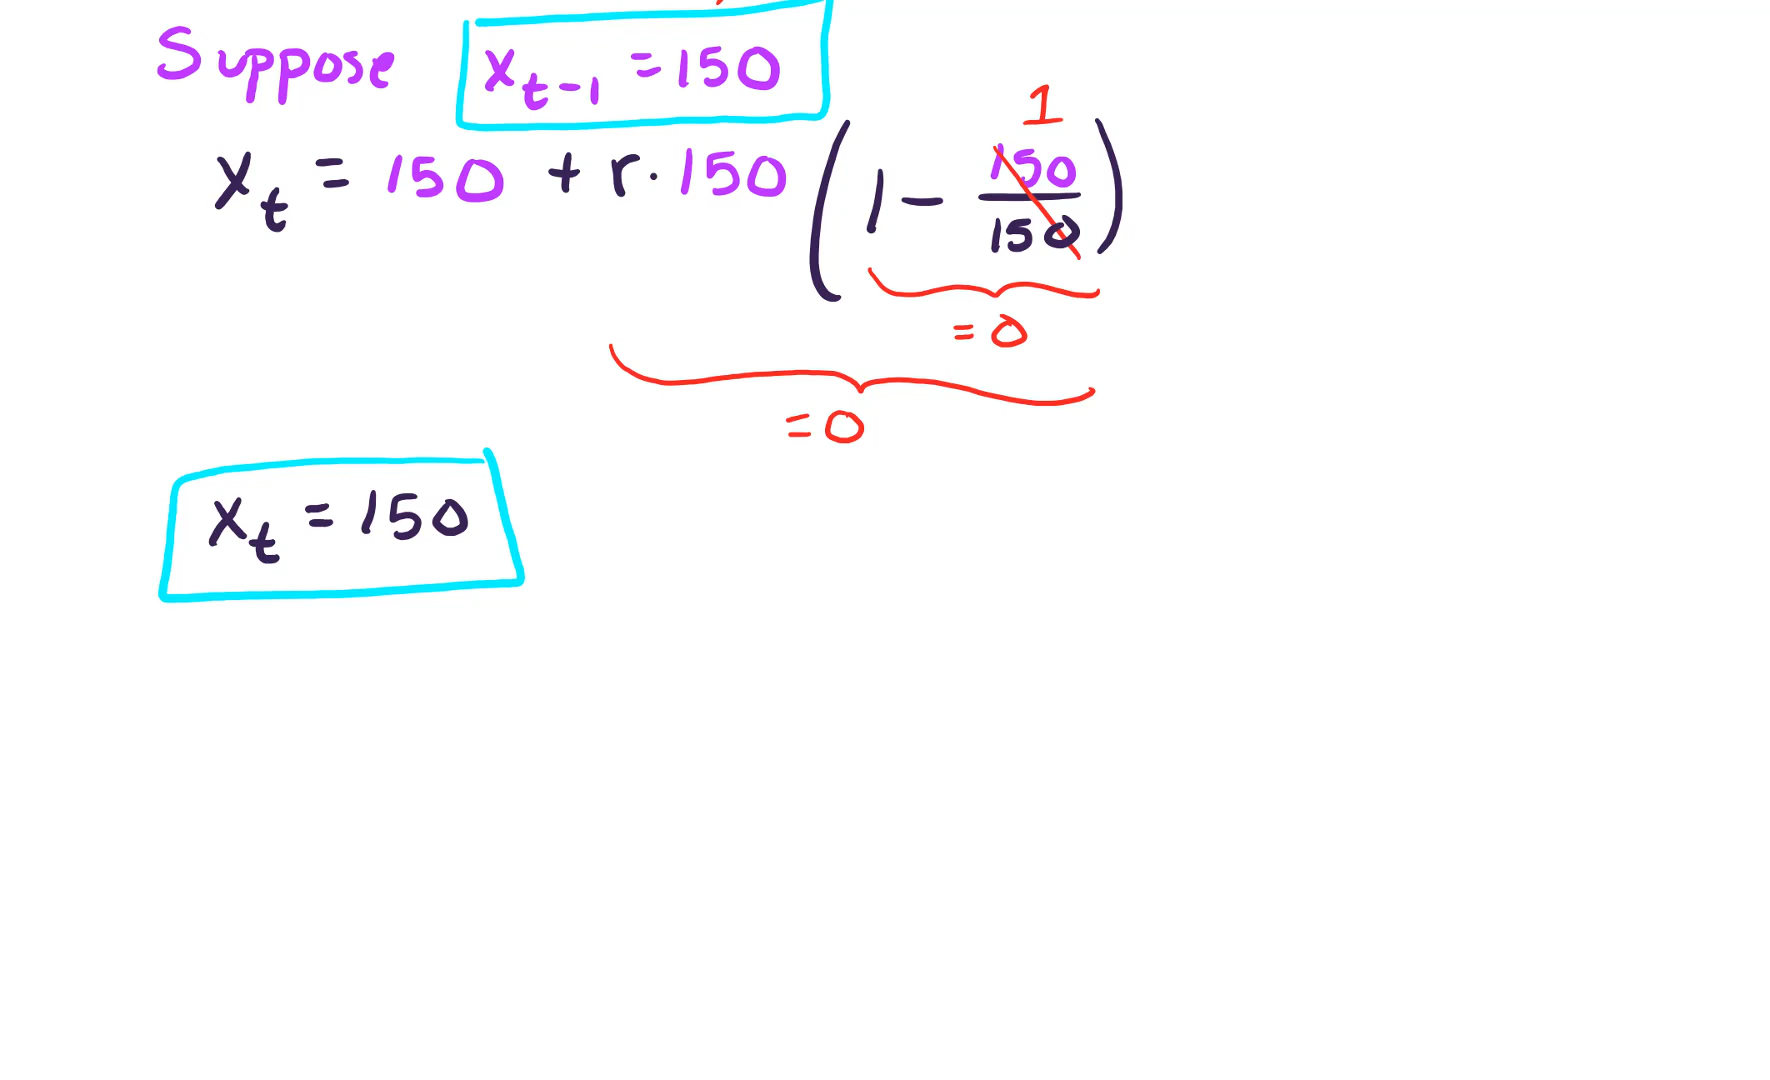 Suppose x_{t-1} = 150
x_t = 150 + r · 150 (1 - 150/150)
1
= 0
= 0
x_t = 150